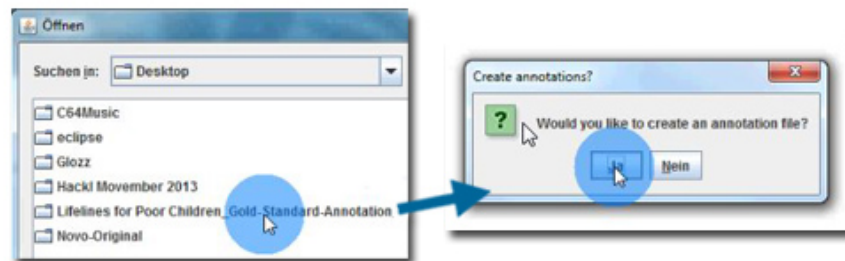 Öffnen
Suchen in:
Desktop
C64Music
eclipse
Glozz
Hackl Movember 2013
Lifelines for Poor Children_Gold-Standard-Annotation
Novo-Original
Create annotations?
Would you like to create an annotation file?
Ja
Nein